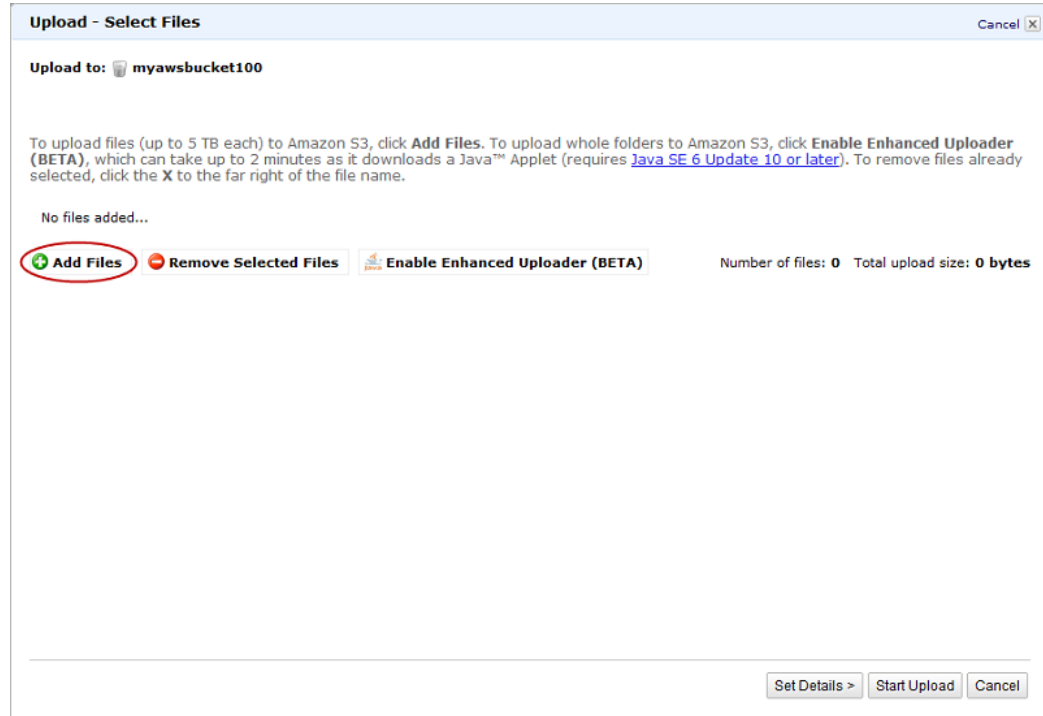 Upload - Select Files
Cancel
Upload to: myawsbucket100
To upload files (up to 5 TB each) to Amazon S3, click Add Files. To upload whole folders to Amazon S3, click Enable Enhanced Uploader
(BETA), which can take up to 2 minutes as it downloads a Java™ Applet (requires Java SE 6 Update 10 or later). To remove files already
selected, click the X to the far right of the file name.
No files added...
Add Files Remove Selected Files Enable Enhanced Uploader (BETA) Number of files: 0 Total upload size: 0 bytes
Set Details > Start Upload Cancel